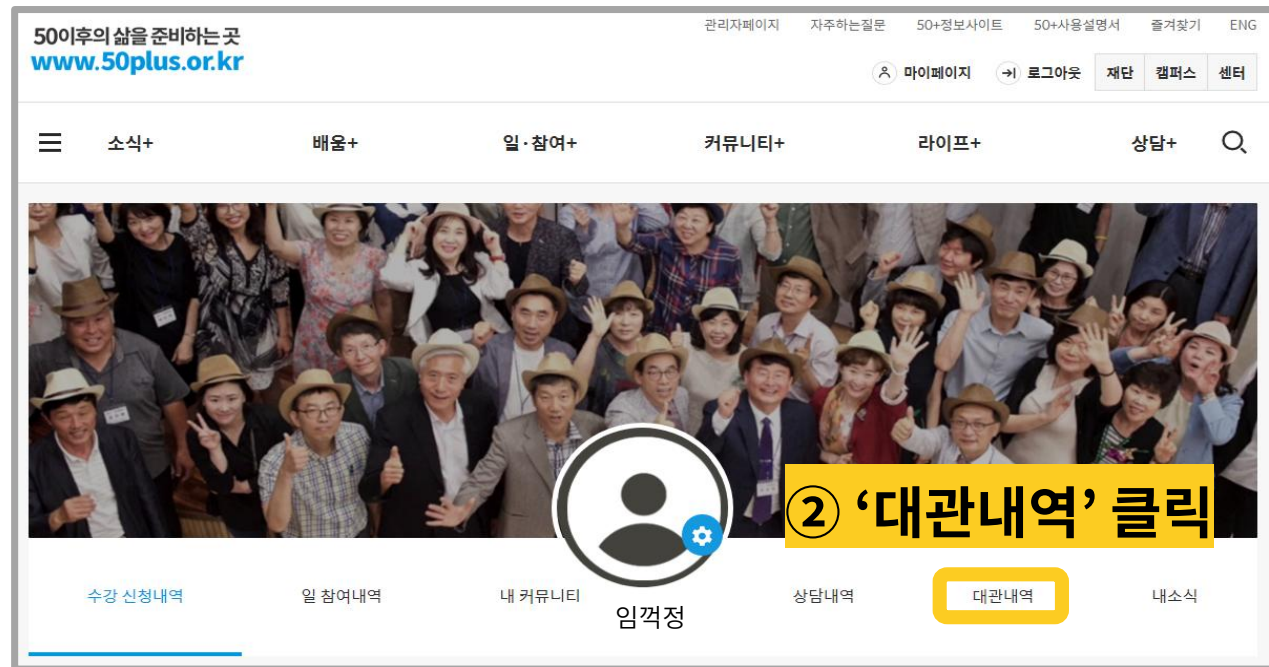 50이후의 삶을 준비하는 곳
www.50plus.or.kr
관리자페이지 자주하는질문 50+정보사이트 50+사용설명서 즐겨찾기 ENG
마이페이지 로그아웃 재단 캠퍼스 센터
소식+ 배움+ 일·참여+ 커뮤니티+ 라이프+ 상담+
② ‘대관내역’ 클릭
수강 신청내역 일 참여내역 내 커뮤니티 상담내역 대관내역 내소식
임꺽정